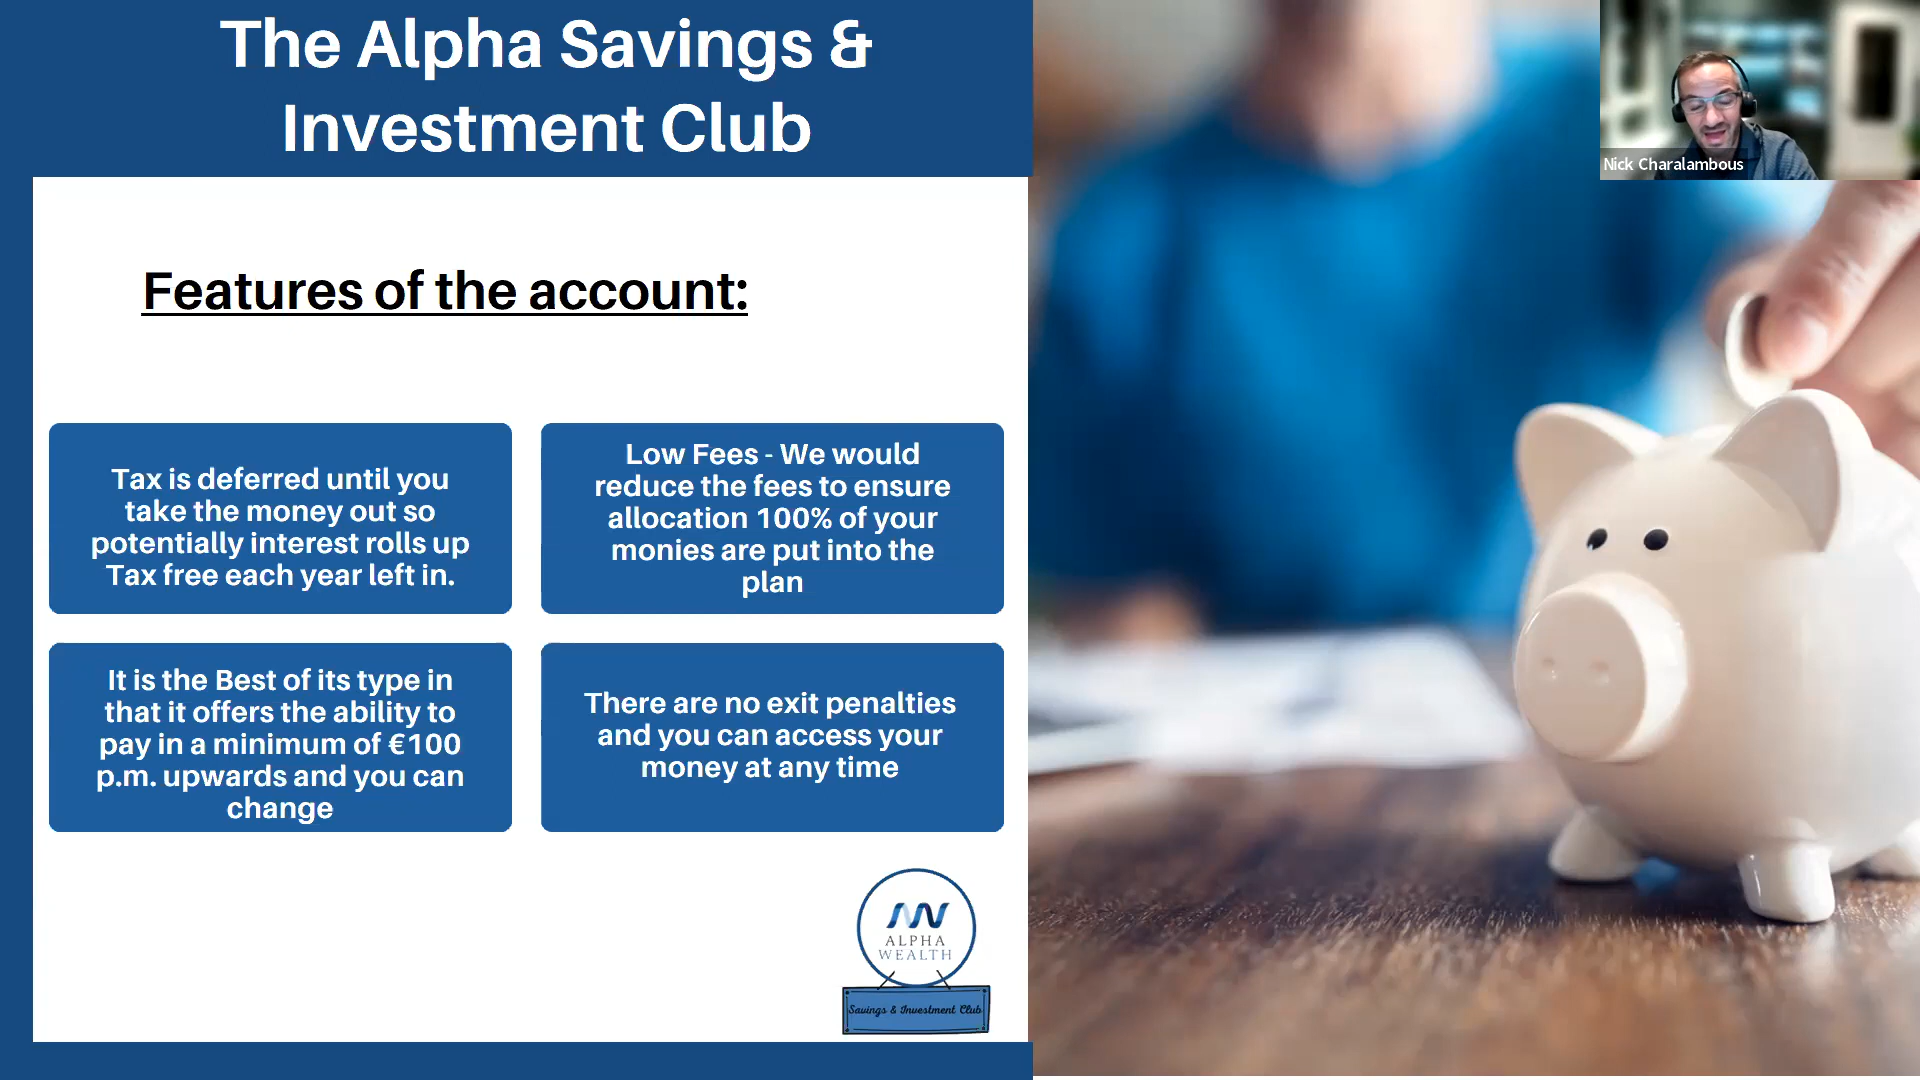 The Alpha Savings &
Investment Club
Nick Charalambous
Features of the account:
Tax is deferred until you
take the money out so
potentially interest rolls up
Tax free each year left in.
Low Fees - We would
reduce the fees to ensure
allocation 100% of your
monies are put into the
plan
It is the Best of its type in
that it offers the ability to
pay in a minimum of €100
p.m. upwards and you can
change
There are no exit penalties
and you can access your
money at any time
ALPHA
WEALTH
Savings & Investment Club